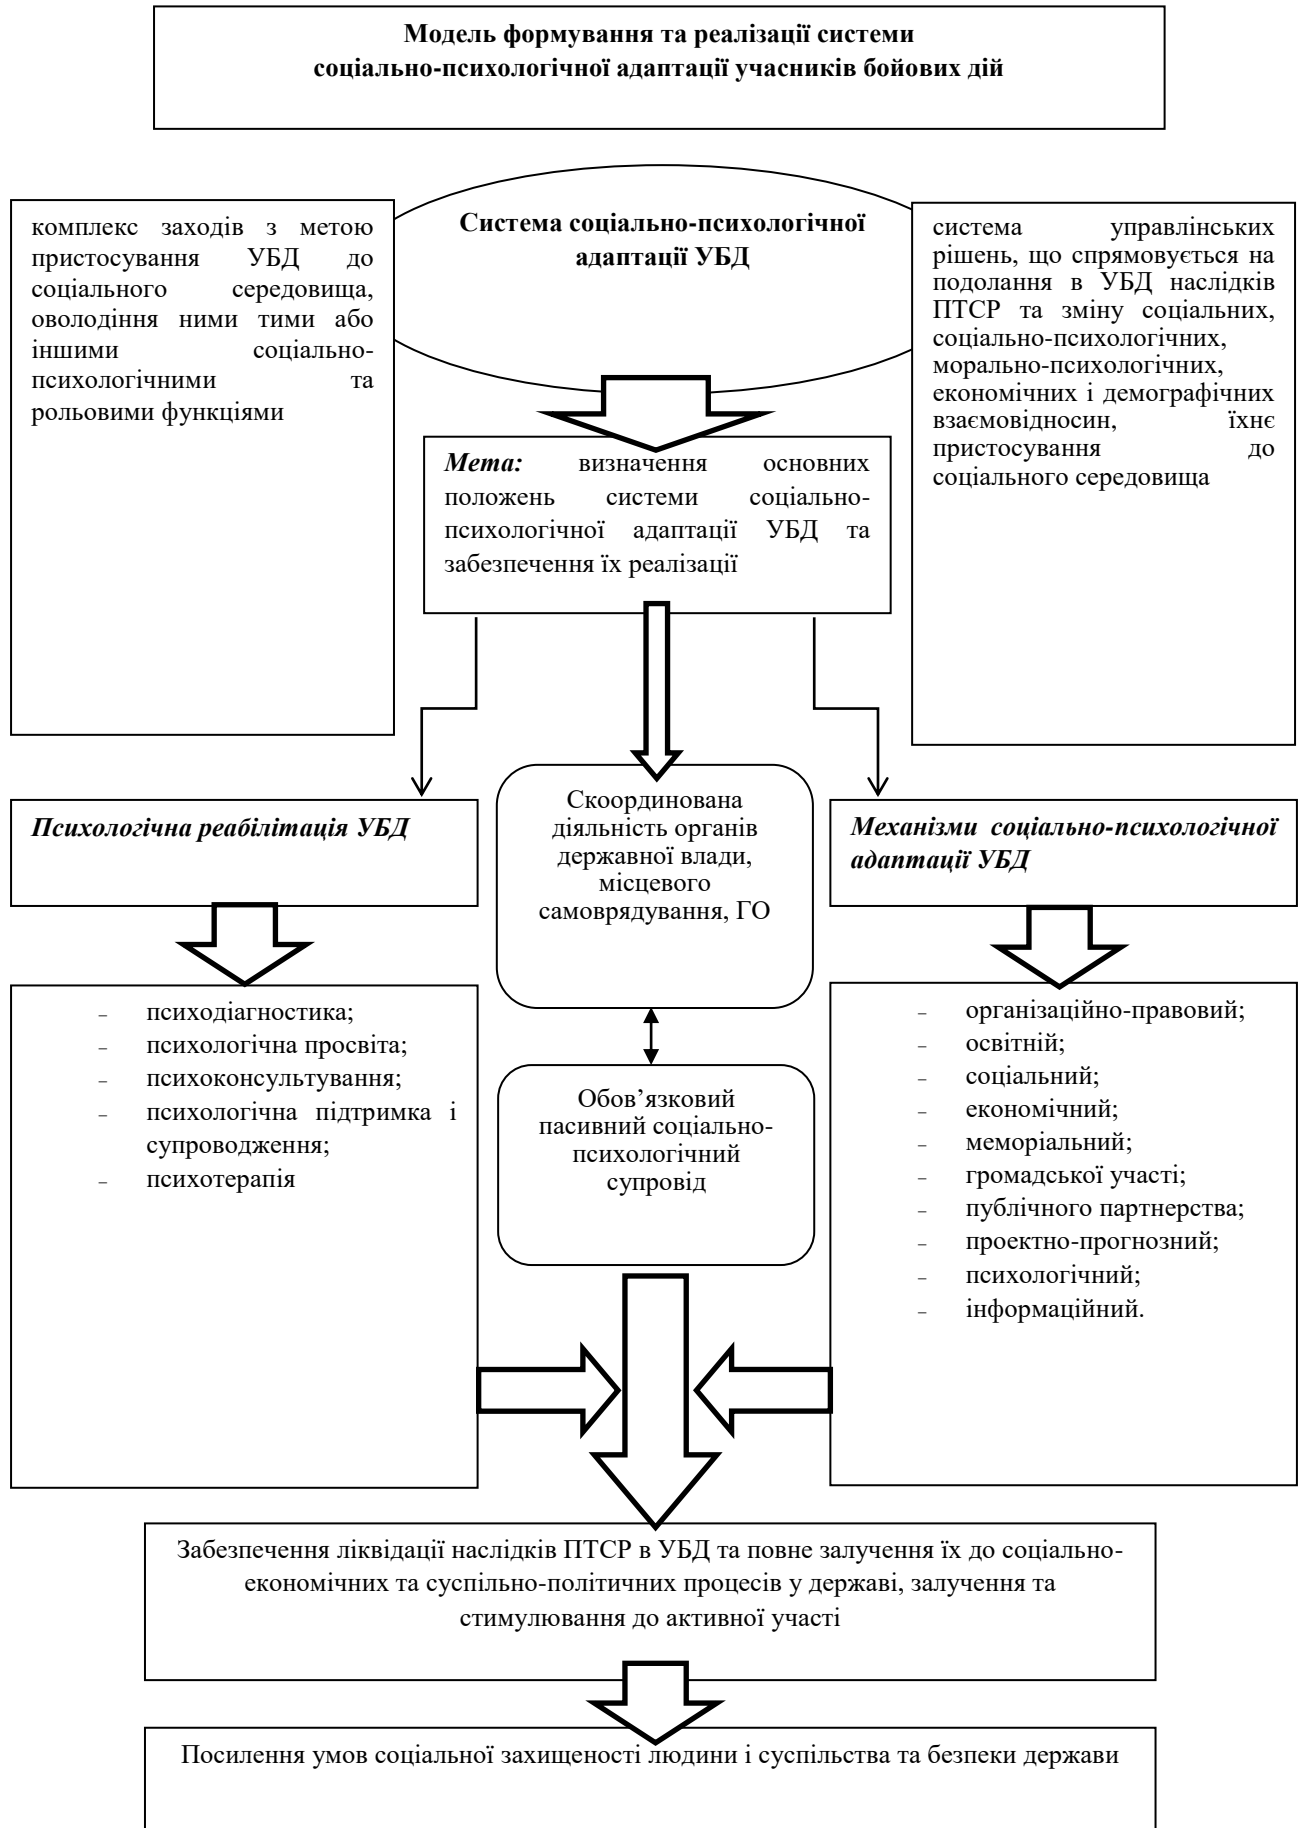 Модель формування та реалізації системи
соціально-психологічної адаптації учасників бойових дій
Система соціально-психологічної
адаптації УБД
комплекс заходів з метою
пристосування УБД до
соціального середовища,
оволодіння ними тими або
іншими соціально-
психологічними та
рольовими функціями
система управлінських
рішень, що спрямовується на
подолання в УБД наслідків
ПТСР та зміну соціальних,
соціально-психологічних,
морально-психологічних,
економічних і демографічних
взаємовідносин, їхнє
пристосування до
соціального середовища
Мета: визначення основних
положень системи соціально-
психологічної адаптації УБД та
забезпечення їх реалізації
Психологічна реабілітація УБД
Скоординована
діяльність органів
державної влади,
місцевого
самоврядування, ГО
Механізми соціально-психологічної
адаптації УБД
- психодіагностика;
- психологічна просвіта;
- психоконсультування;
- психологічна підтримка і
супроводження;
- психотерапія
Обов’язковий
пасивний соціально-
психологічний
супровід
- організаційно-правовий;
- освітній;
- соціальний;
- економічний;
- меморіальний;
- громадської участі;
- публічного партнерства;
- проектно-прогнозний;
- психологічний;
- інформаційний.
Забезпечення ліквідації наслідків ПТСР в УБД та повне залучення їх до соціально-
економічних та суспільно-політичних процесів у державі, залучення та
стимулювання до активної участі
Посилення умов соціальної захищеності людини і суспільства та безпеки держави